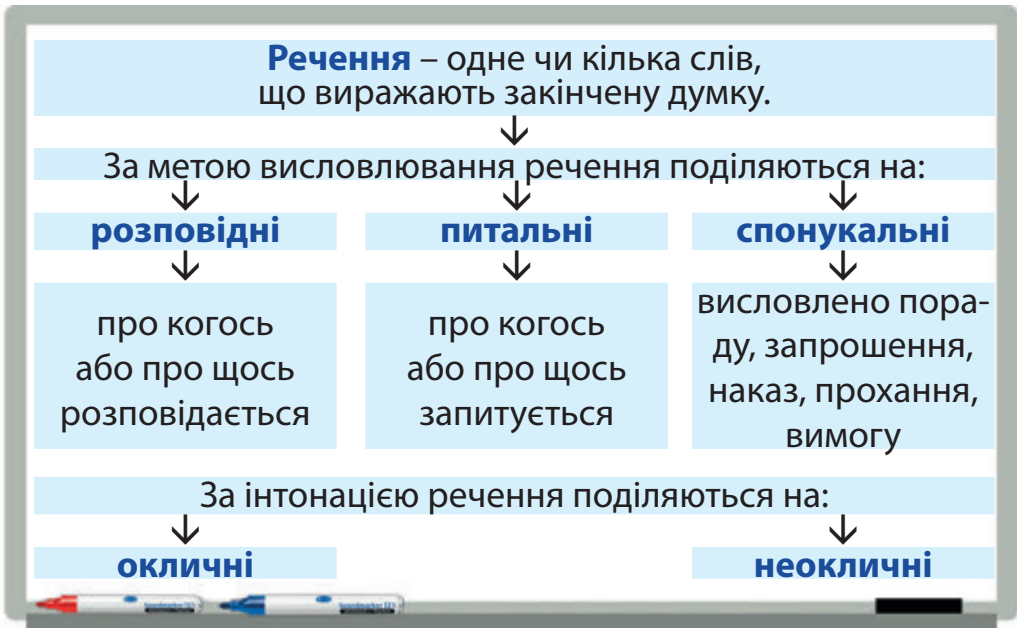 Речення – одне чи кілька слів,
що виражають закінчену думку.
За метою висловлювання речення поділяються на:
розповідні
питальні
спонукальні
про когось
або про щось
розповідається
про когось
або про щось
запитується
висловлено пора-
ду, запрошення,
наказ, прохання,
вимогу
За інтонацією речення поділяються на:
окличні
неокличні